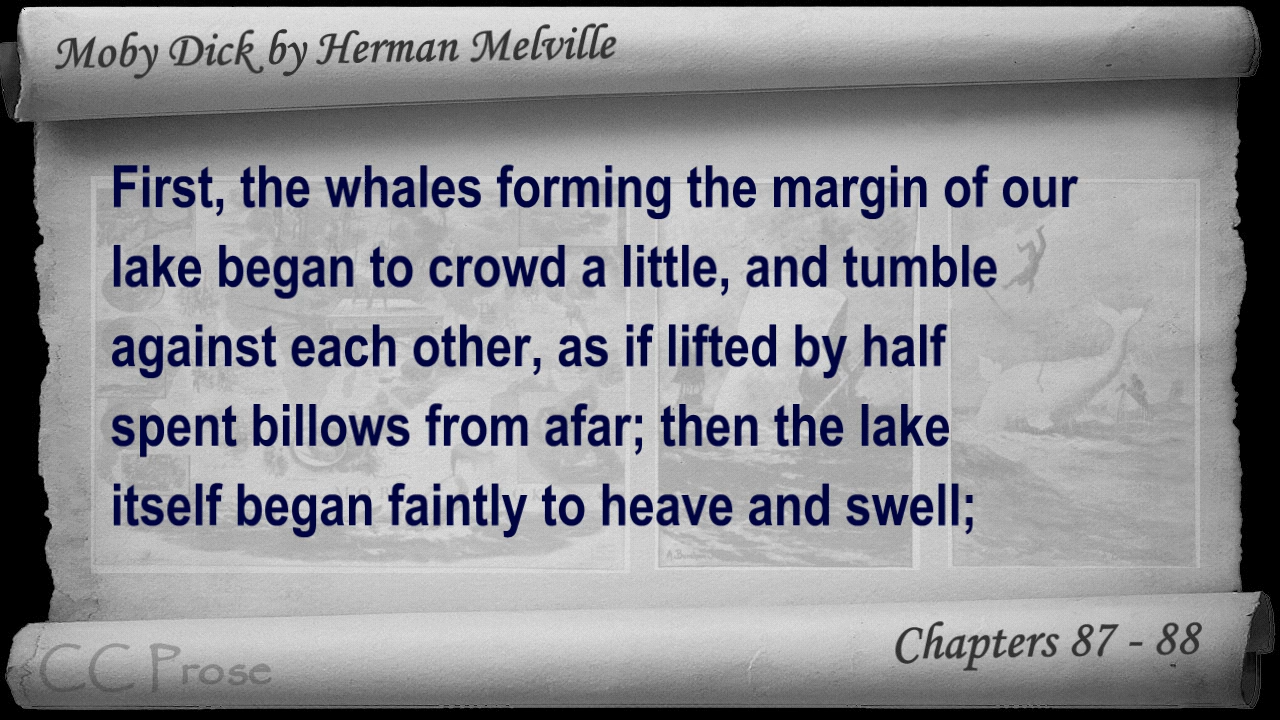 Moby Dick by Herman Melville
First, the whales forming the margin of our
lake began to crowd a little, and tumble
against each other, as if lifted by half
spent billows from afar; then the lake
itself began faintly to heave and swell;
Chapters 87 - 88
CC Prose